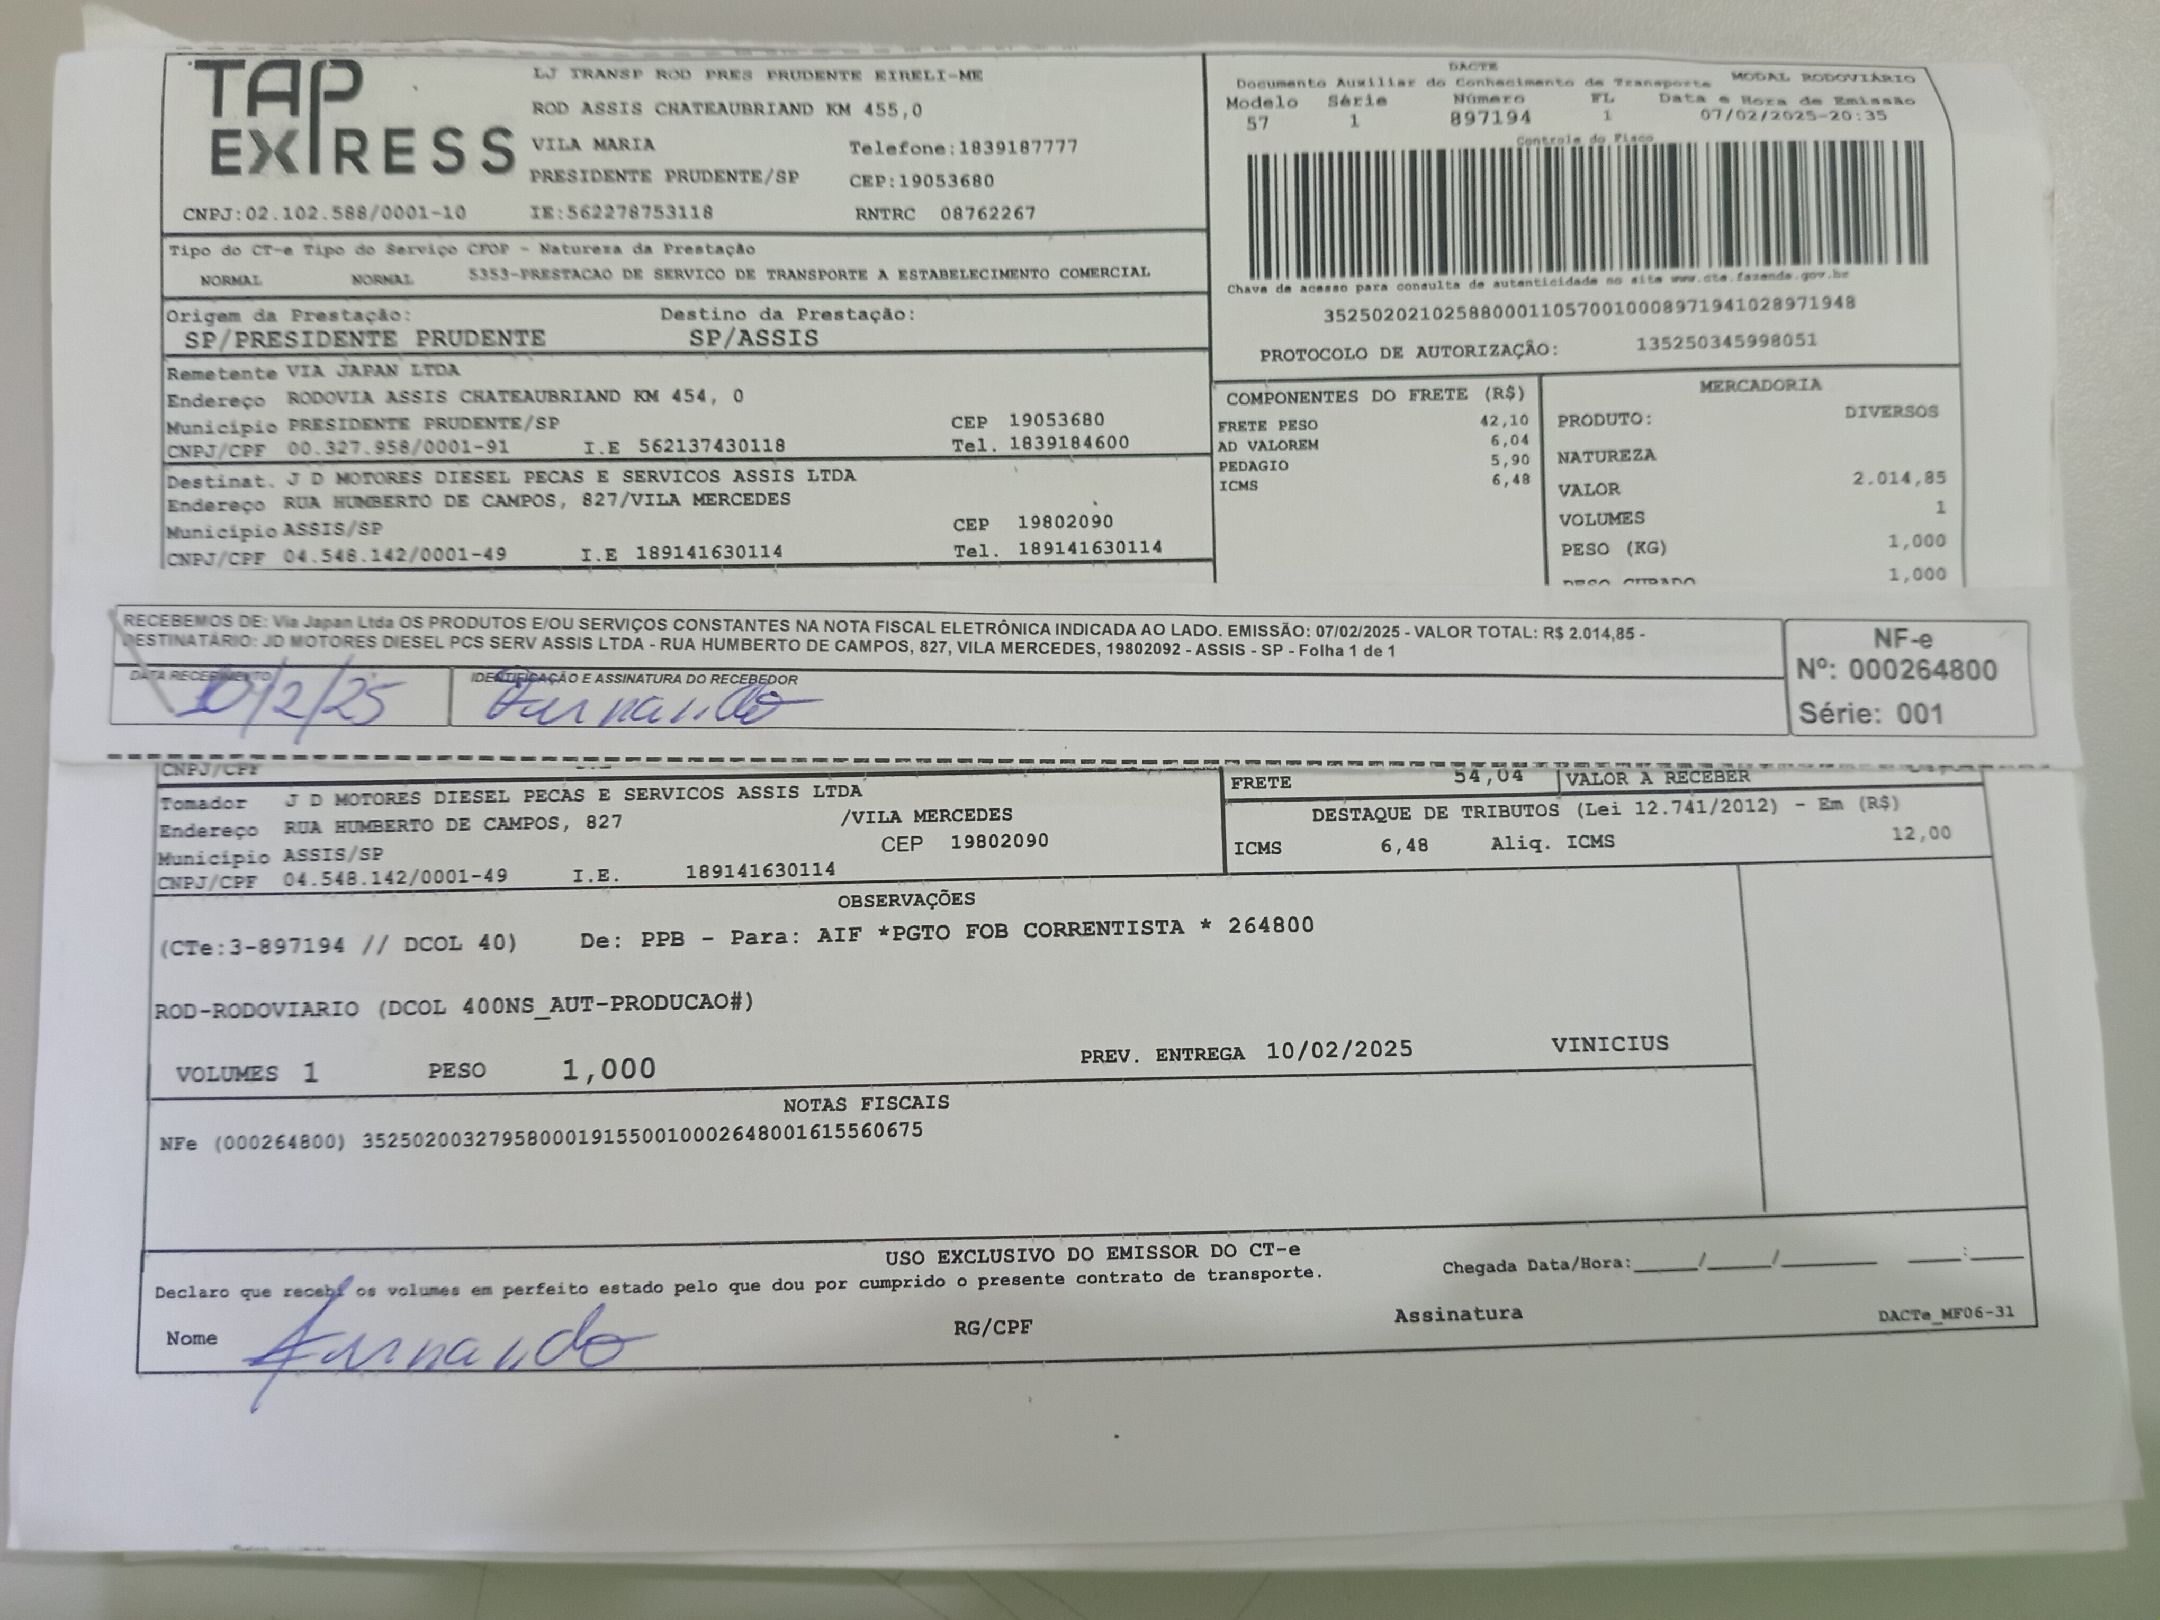 TAP EXPRESS
LJ TRANSP ROD PRES PRUDENTE EIRELI-ME
ROD ASSIS CHATEAUBRIAND KM 455,0
VILA MARIA Telefone:1839187777
PRESIDENTE PRUDENTE/SP CEP:19053680
CNPJ:02.102.588/0001-10 IE:562278753118 RNTRC 08762267
DACTE
Documento Auxiliar do Conhecimento de Transporte MODAL RODOVIÁRIO
Modelo Série Número FL Data e Hora de Emissão
57 1 897194 1 07/02/2025-20:35
Controle do Fisco
Chave de acesso para consulta de autenticidade no site www.cte.fazenda.gov.br
35250202102588000110570010008971941028971948
PROTOCOLO DE AUTORIZAÇÃO: 135250345998051
Tipo do CT-e Tipo do Serviço CFOP - Natureza da Prestação
NORMAL NORMAL 5353-PRESTACAO DE SERVICO DE TRANSPORTE A ESTABELECIMENTO COMERCIAL
Origem da Prestação: Destino da Prestação:
SP/PRESIDENTE PRUDENTE SP/ASSIS
Remetente VIA JAPAN LTDA
Endereço RODOVIA ASSIS CHATEAUBRIAND KM 454, 0
Município PRESIDENTE PRUDENTE/SP CEP 19053680
CNPJ/CPF 00.327.958/0001-91 I.E 562137430118 Tel. 1839184600
Destinat. J D MOTORES DIESEL PECAS E SERVICOS ASSIS LTDA
Endereço RUA HUMBERTO DE CAMPOS, 827/VILA MERCEDES
Município ASSIS/SP CEP 19802090
CNPJ/CPF 04.548.142/0001-49 I.E 189141630114 Tel. 189141630114
COMPONENTES DO FRETE (R$)
FRETE PESO 42,10
AD VALOREM 6,04
PEDAGIO 5,90
ICMS 6,48
MERCADORIA
PRODUTO: DIVERSOS
NATUREZA
VALOR 2.014,85
VOLUMES 1
PESO (KG) 1,000
PESO CUBADO 1,000
RECEBEMOS DE: Via Japan Ltda OS PRODUTOS E/OU SERVIÇOS CONSTANTES NA NOTA FISCAL ELETRÔNICA INDICADA AO LADO. EMISSÃO: 07/02/2025 - VALOR TOTAL: R$ 2.014,85 -
DESTINATÁRIO: JD MOTORES DIESEL PCS SERV ASSIS LTDA - RUA HUMBERTO DE CAMPOS, 827, VILA MERCEDES, 19802092 - ASSIS - SP - Folha 1 de 1
DATA RECEBIMENTO IDENTIFICAÇÃO E ASSINATURA DO RECEBEDOR
10/2/25 Fernando
NF-e
Nº: 000264800
Série: 001
CNPJ/CPF
Tomador J D MOTORES DIESEL PECAS E SERVICOS ASSIS LTDA
Endereço RUA HUMBERTO DE CAMPOS, 827 /VILA MERCEDES
Município ASSIS/SP CEP 19802090
CNPJ/CPF 04.548.142/0001-49 I.E. 189141630114
FRETE 54,04 VALOR A RECEBER
DESTAQUE DE TRIBUTOS (Lei 12.741/2012) - Em (R$)
ICMS 6,48 Aliq. ICMS 12,00
OBSERVAÇÕES
(CTe:3-897194 // DCOL 40) De: PPB - Para: AIF *PGTO FOB CORRENTISTA * 264800
ROD-RODOVIARIO (DCOL 400NS_AUT-PRODUCAO#)
VOLUMES 1 PESO 1,000 PREV. ENTREGA 10/02/2025 VINICIUS
NOTAS FISCAIS
NFe (000264800) 35250200327958000191550010002648001615560675
USO EXCLUSIVO DO EMISSOR DO CT-e
Declaro que recebi os volumes em perfeito estado pelo que dou por cumprido o presente contrato de transporte. Chegada Data/Hora:_____/_____/________ ____:____
Nome Fernando RG/CPF Assinatura DACTe_MF06-31